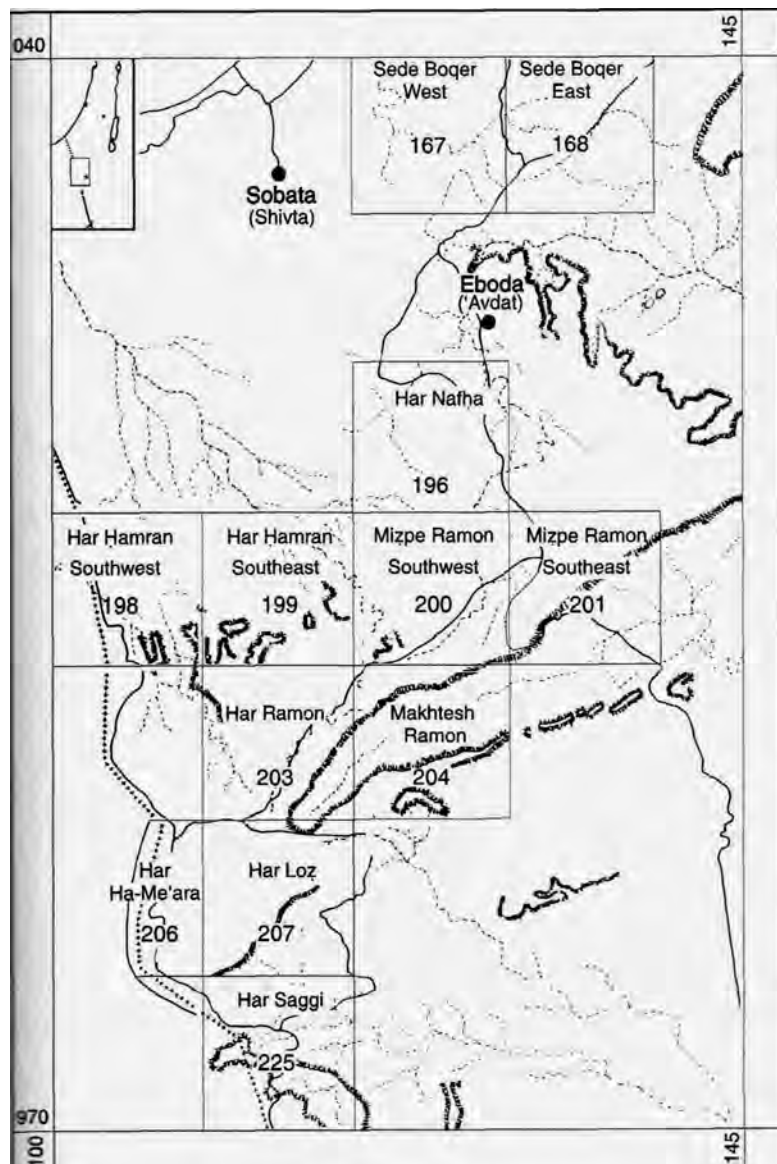 040
145
Sede Boqer
West
167
Sede Boqer
East
168
Sobata
(Shivta)
Eboda
('Avdat)
Har Nafha
196
Har Hamran
Southwest
198
Har Hamran
Southeast
199
Mizpe Ramon
Southwest
200
Mizpe Ramon
Southeast
201
Har Ramon
203
Makhtesh
Ramon
204
Har
Ha-Me'ara
206
Har Loz
207
Har Saggi
225
970
100
145